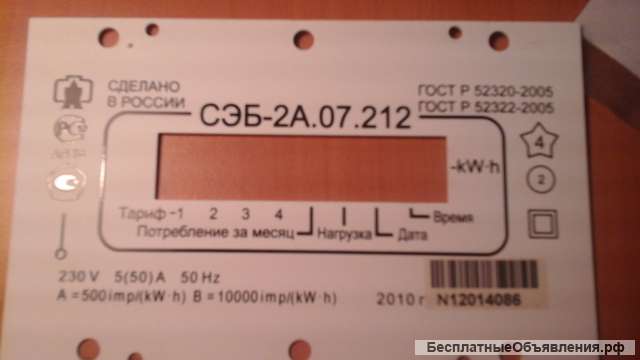 СДЕЛАНО
В РОССИИ
ГОСТ Р 52320-2005
ГОСТ Р 52322-2005
СЭБ-2А.07.212
4
-kW·h
2
Тариф -1 2 3 4
Время
Потребление за месяц
Нагрузка
Дата
230 V 5(50) A 50 Hz
A = 500 imp/(kW·h) B = 10000 imp/(kW·h)
2010 г
N12014086
БесплатныеОбъявления.рф